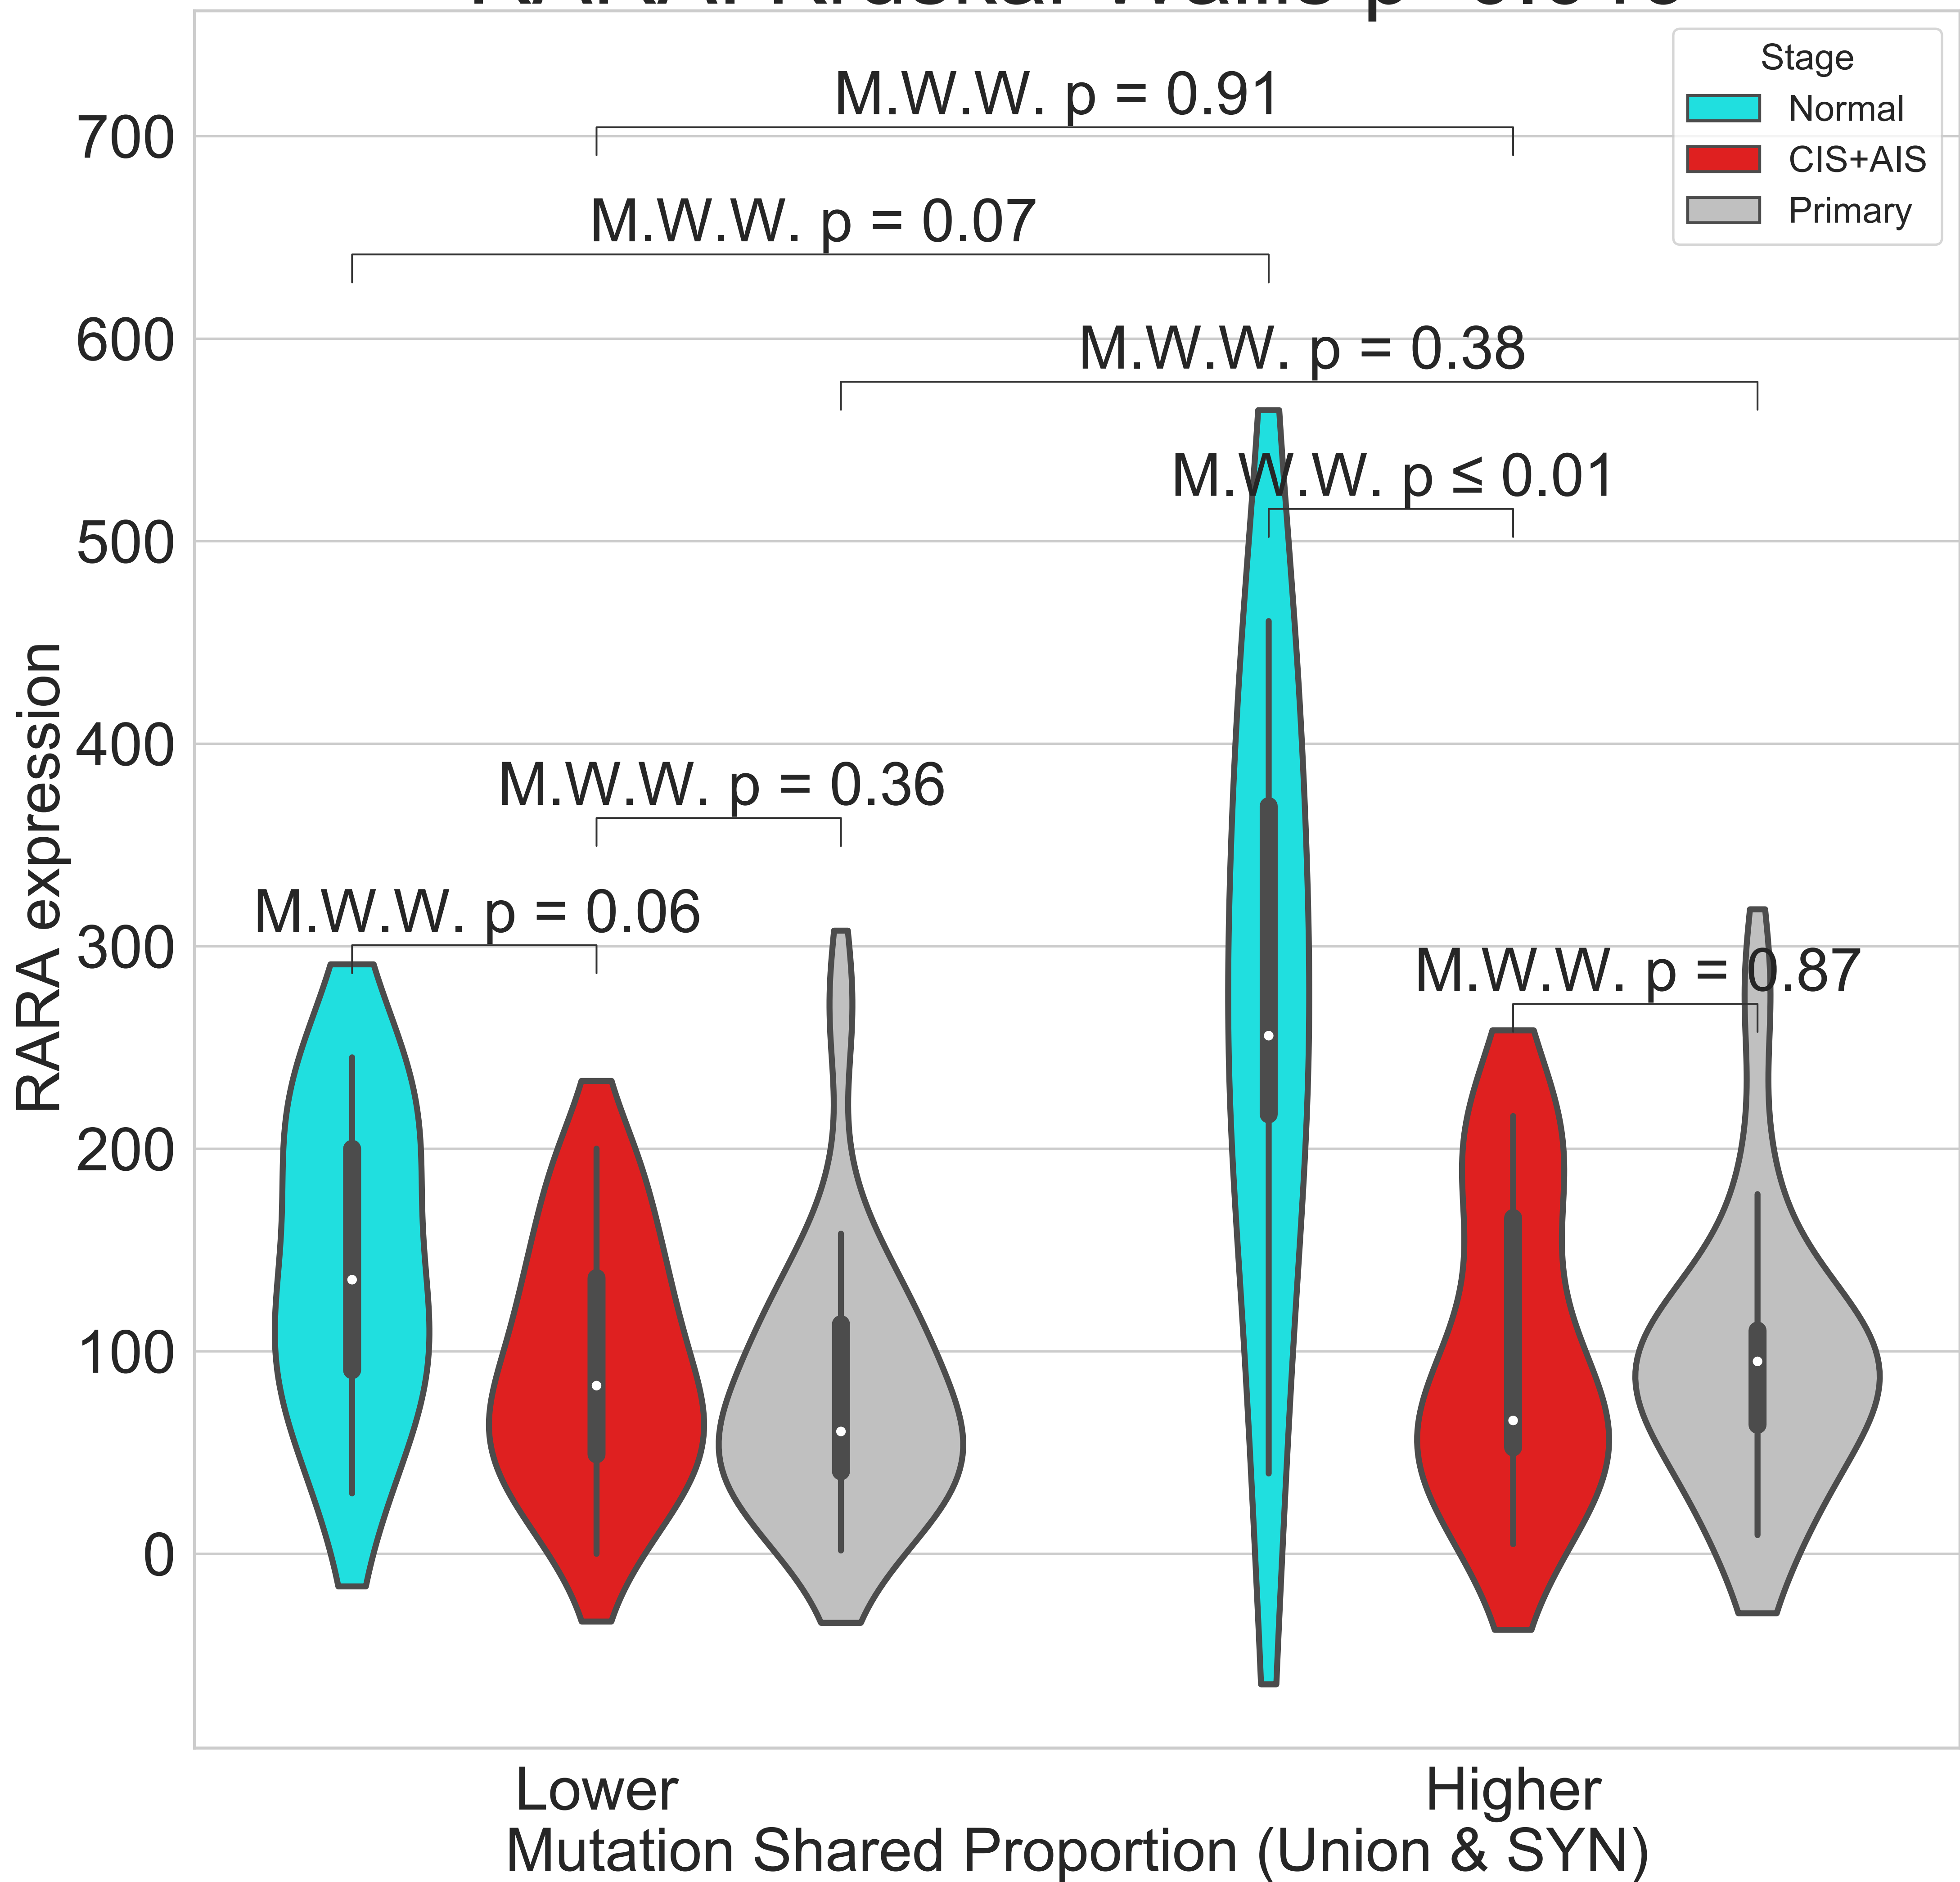 Stage
Normal
CIS+AIS
Primary
M.W.W. p = 0.91
M.W.W. p = 0.07
M.W.W. p = 0.38
M.W.W. p ≤ 0.01
M.W.W. p = 0.36
M.W.W. p = 0.06
M.W.W. p = 0.87
RARA expression
700
600
500
400
300
200
100
0
Lower
Higher
Mutation Shared Proportion (Union & SYN)